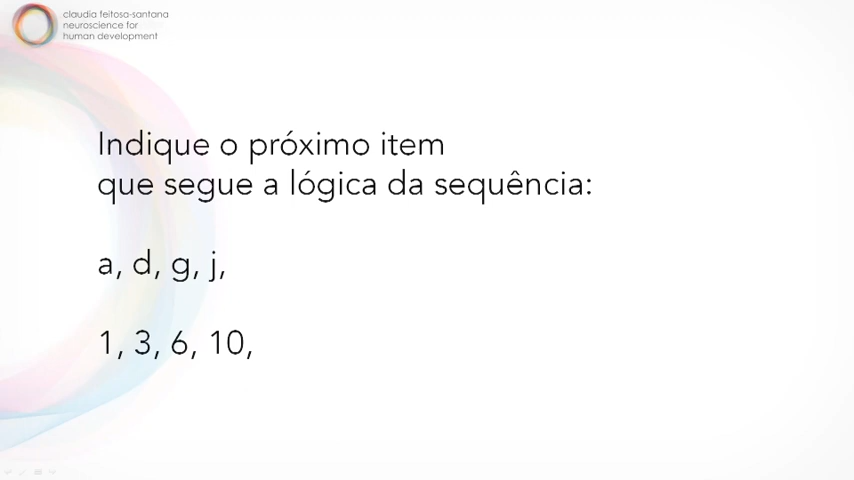 claudia feitosa-santana
neuroscience for
human development
Indique o próximo item
que segue a lógica da sequência:
a, d, g, j,
1, 3, 6, 10,